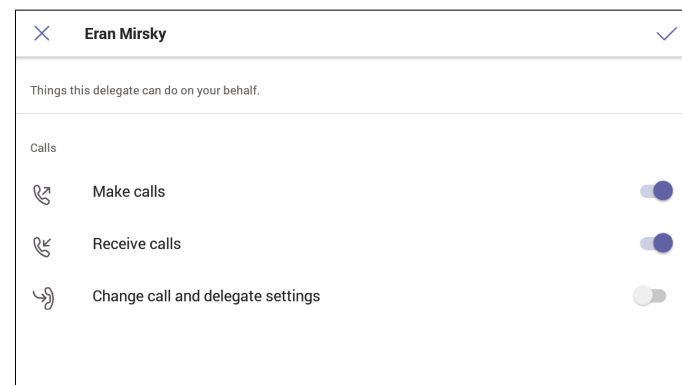 Eran Mirsky
Things this delegate can do on your behalf.
Calls
Make calls
Receive calls
Change call and delegate settings